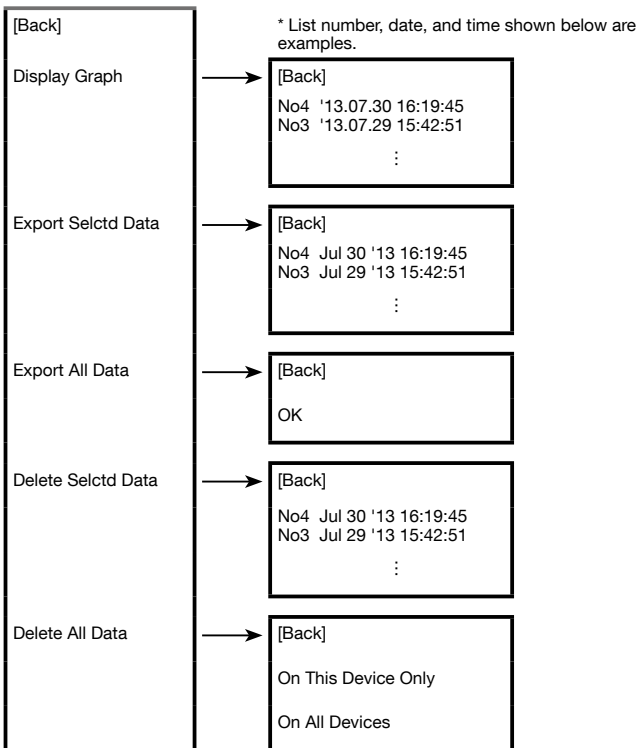 [Back]
* List number, date, and time shown below are
examples.
Display Graph
[Back]
No4 '13.07.30 16:19:45
No3 '13.07.29 15:42:51
⋮
Export Selctd Data
[Back]
No4 Jul 30 '13 16:19:45
No3 Jul 29 '13 15:42:51
⋮
Export All Data
[Back]
OK
Delete Selctd Data
[Back]
No4 Jul 30 '13 16:19:45
No3 Jul 29 '13 15:42:51
⋮
Delete All Data
[Back]
On This Device Only
On All Devices